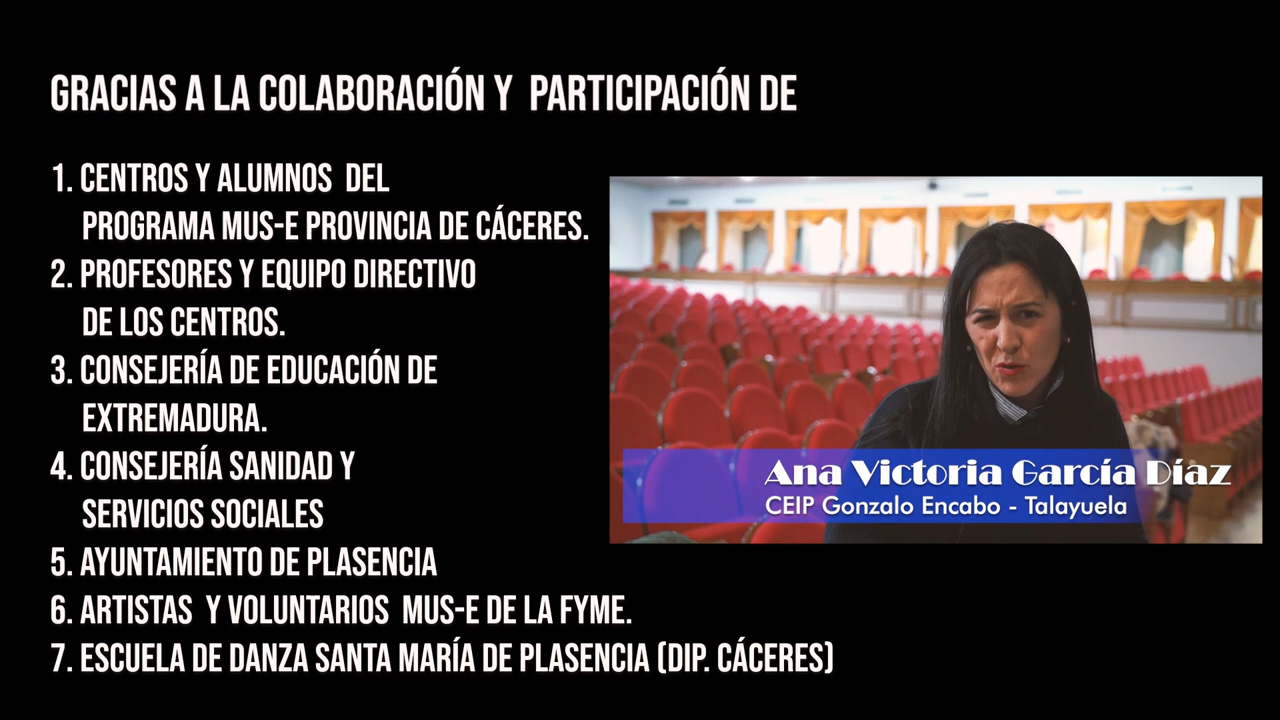 GRACIAS A LA COLABORACIÓN Y PARTICIPACIÓN DE
1. CENTROS Y ALUMNOS DEL
PROGRAMA MUS-E PROVINCIA DE CÁCERES.
2. PROFESORES Y EQUIPO DIRECTIVO
DE LOS CENTROS.
3. CONSEJERÍA DE EDUCACIÓN DE
EXTREMADURA.
4. CONSEJERÍA SANIDAD Y
SERVICIOS SOCIALES
5. AYUNTAMIENTO DE PLASENCIA
6. ARTISTAS Y VOLUNTARIOS MUS-E DE LA FYME.
7. ESCUELA DE DANZA SANTA MARÍA DE PLASENCIA (DIP. CÁCERES)
Ana Victoria García Díaz
CEIP Gonzalo Encabo - Talayuela